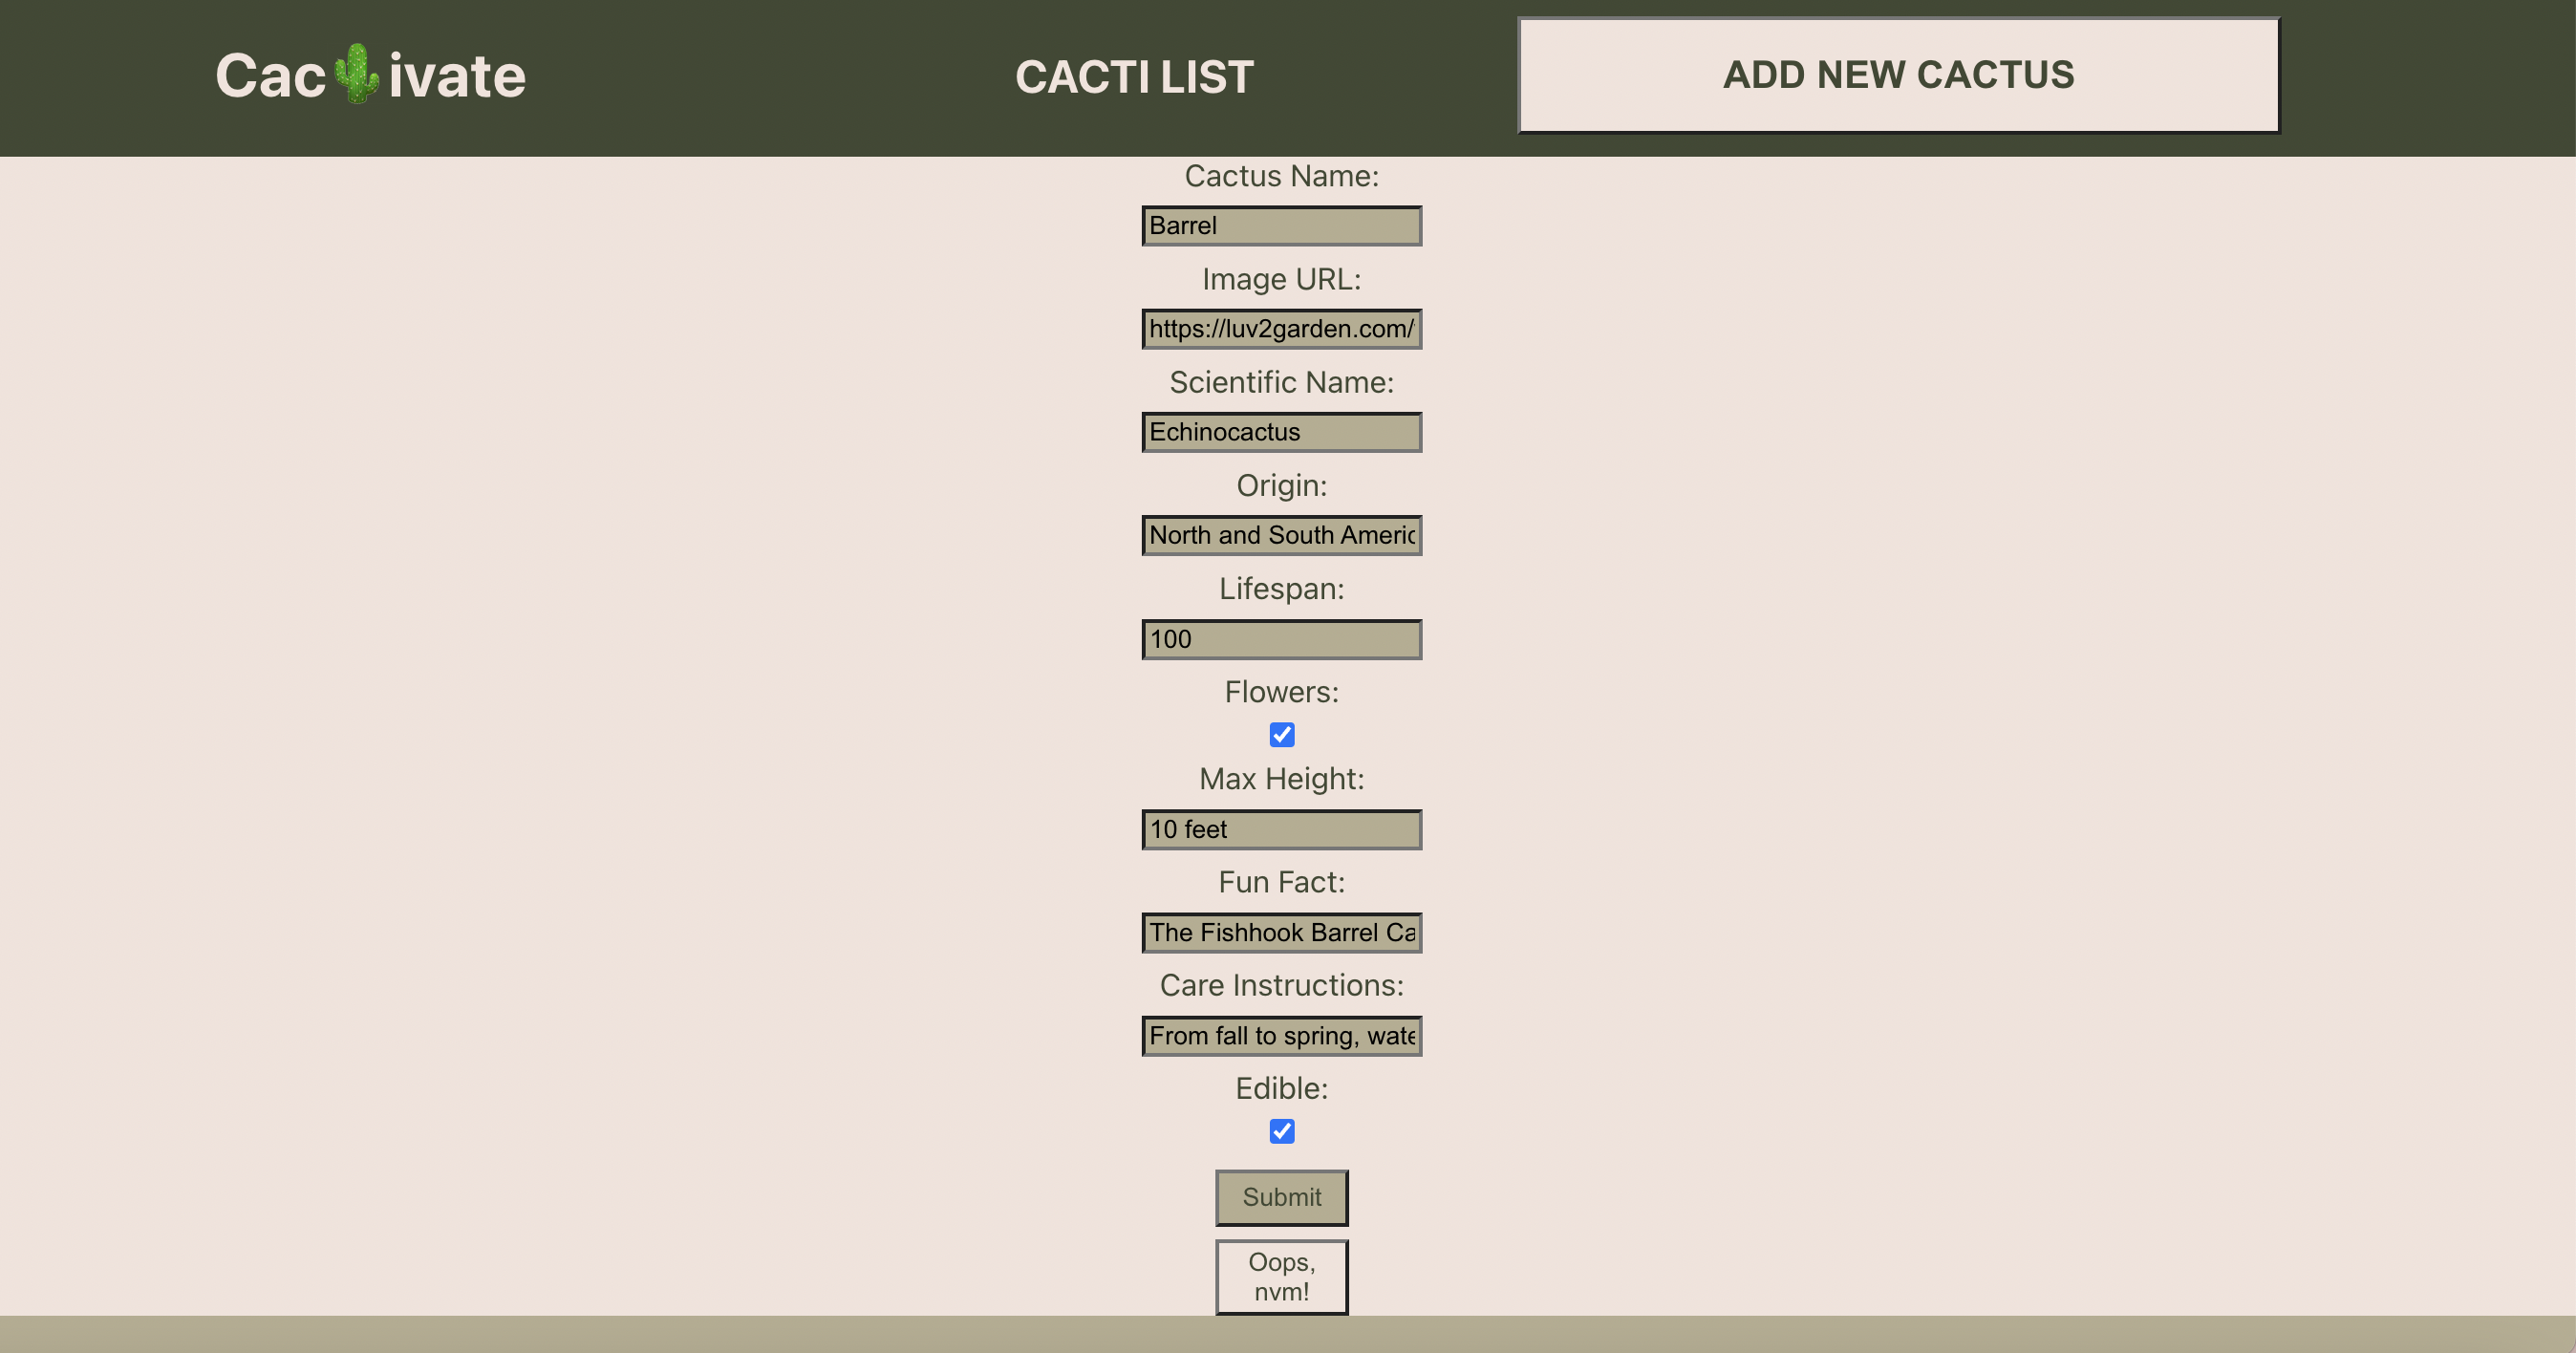 Cac🌵ivate
CACTI LIST
ADD NEW CACTUS
Cactus Name:
Barrel
Image URL:
https://luv2garden.com/
Scientific Name:
Echinocactus
Origin:
North and South Americ
Lifespan:
100
Flowers:
Max Height:
10 feet
Fun Fact:
The Fishhook Barrel Ca
Care Instructions:
From fall to spring, wate
Edible:
Submit
Oops,
nvm!